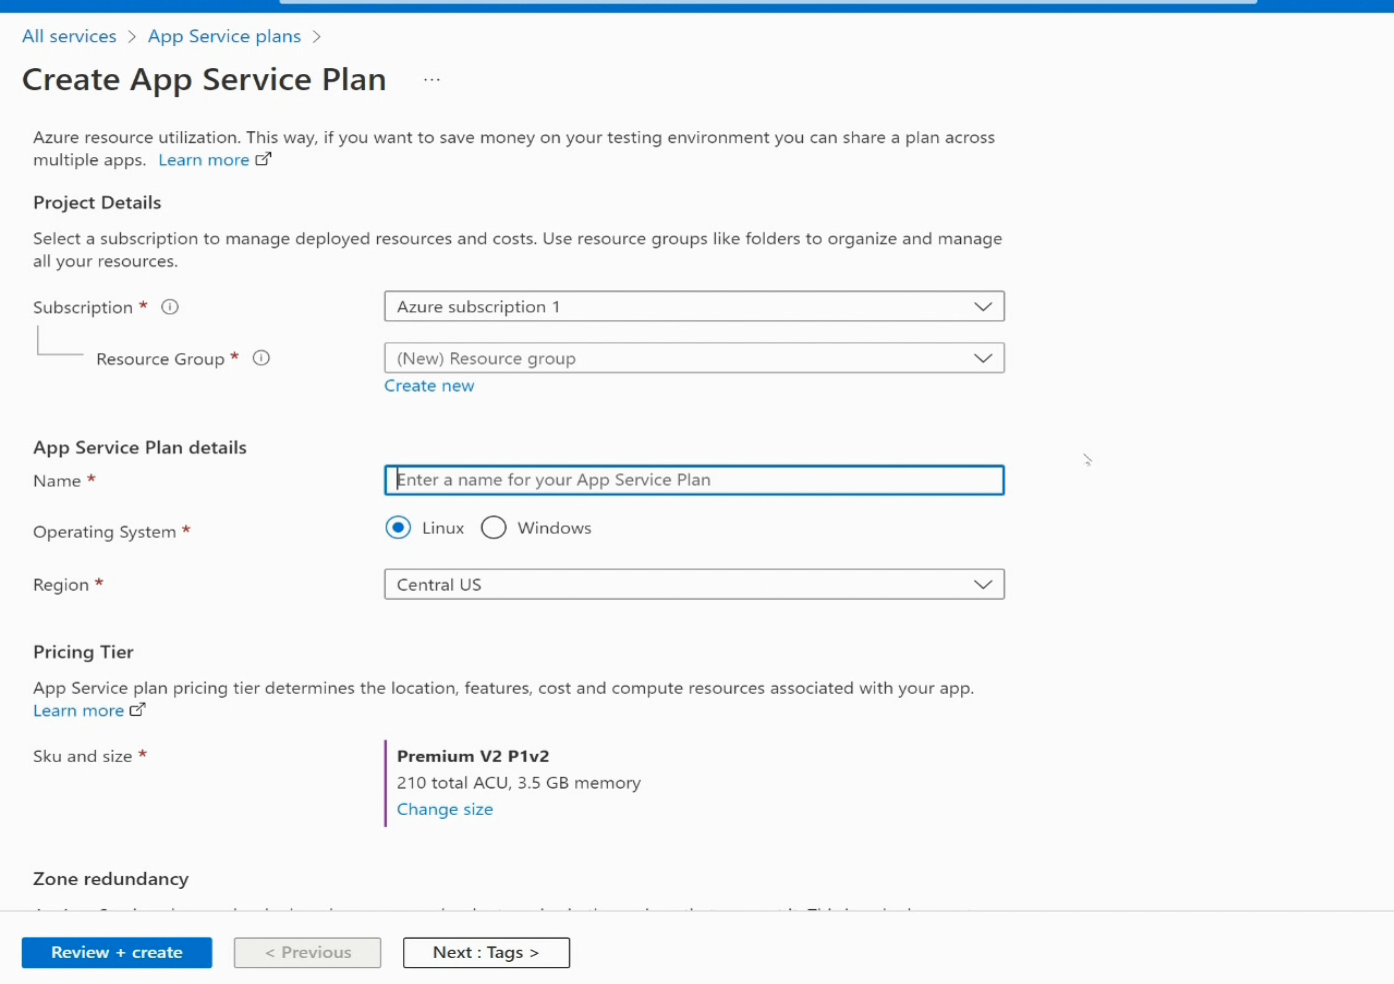 All services > App Service plans >
Create App Service Plan ...
Azure resource utilization. This way, if you want to save money on your testing environment you can share a plan across
multiple apps. Learn more
Project Details
Select a subscription to manage deployed resources and costs. Use resource groups like folders to organize and manage
all your resources.
Subscription * Azure subscription 1
Resource Group * (New) Resource group
Create new
App Service Plan details
Name * Enter a name for your App Service Plan
Operating System * Linux Windows
Region * Central US
Pricing Tier
App Service plan pricing tier determines the location, features, cost and compute resources associated with your app.
Learn more
Sku and size * Premium V2 P1v2
210 total ACU, 3.5 GB memory
Change size
Zone redundancy
Review + create < Previous Next : Tags >